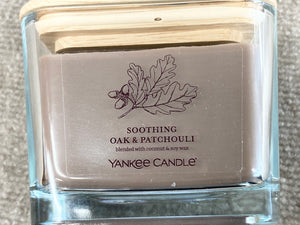 SOOTHING
OAK & PATCHOULI
blended with coconut & soy wax
YANKEE CANDLE